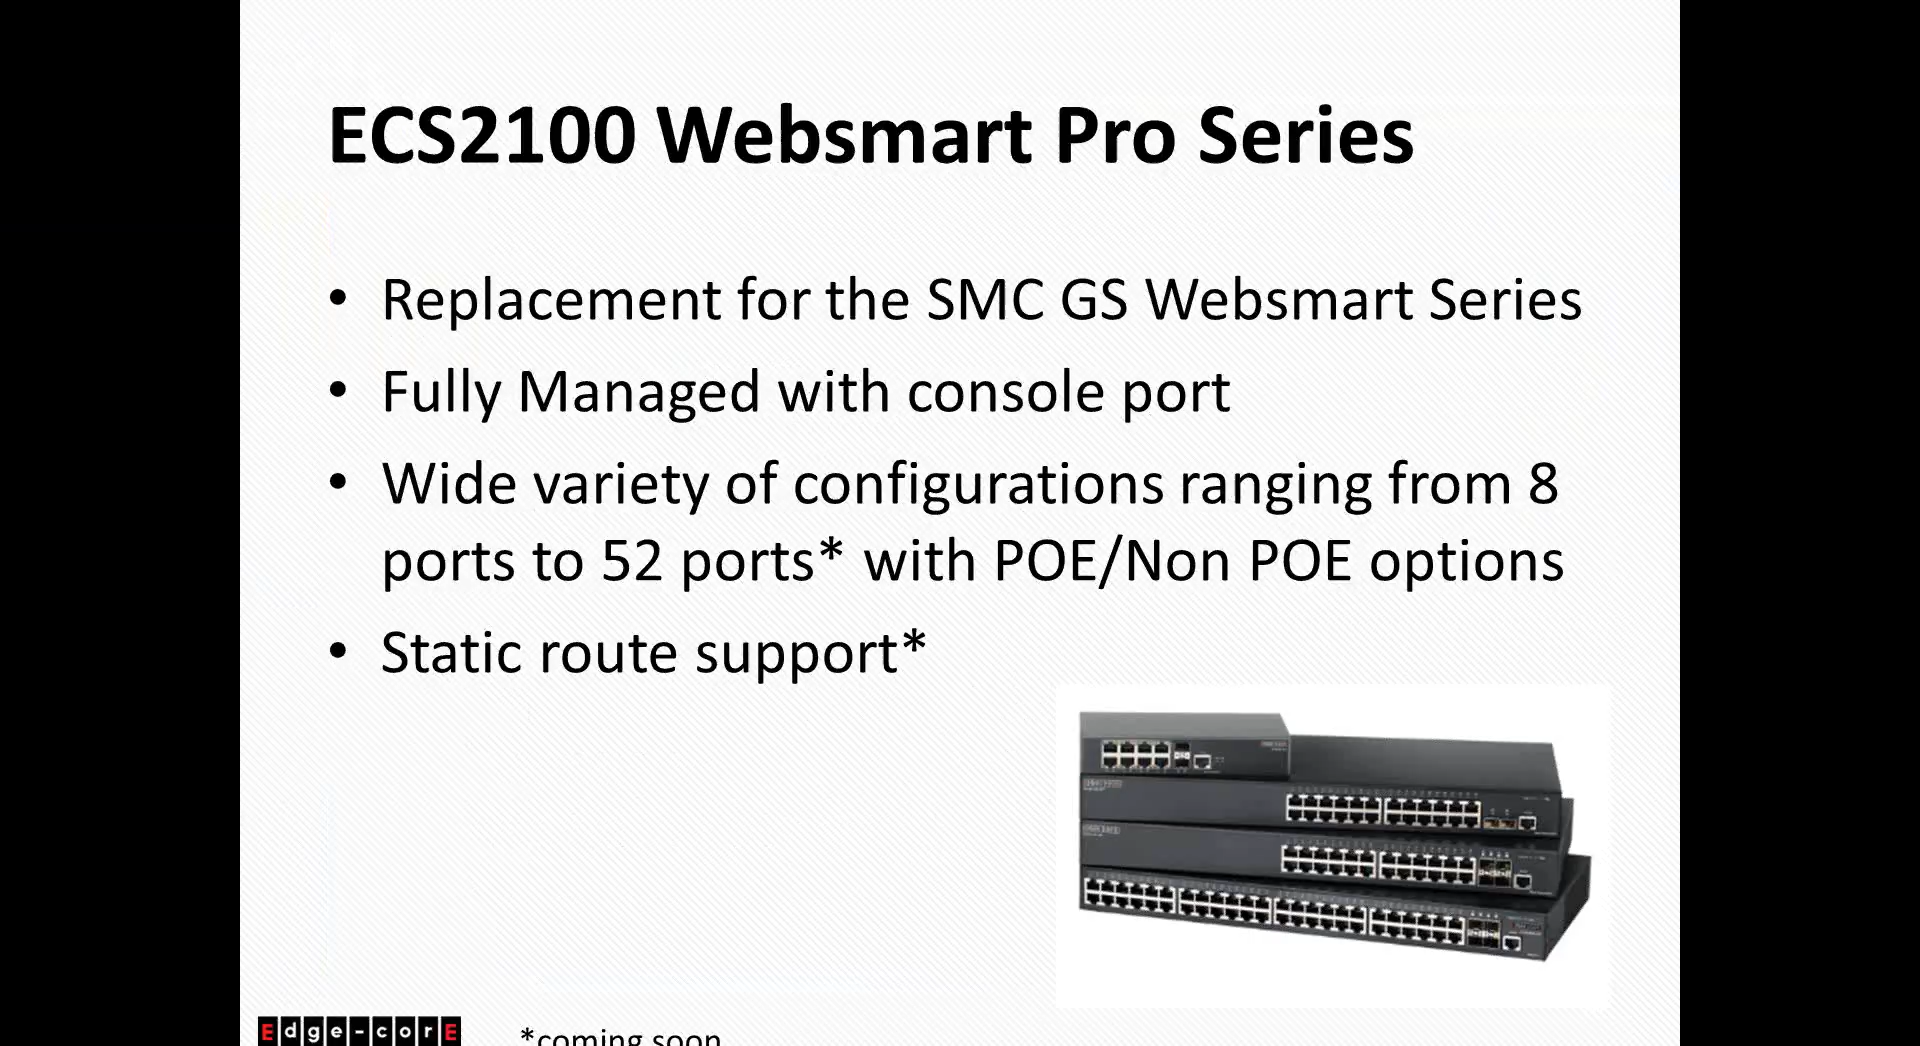 ECS2100 Websmart Pro Series
• Replacement for the SMC GS Websmart Series
• Fully Managed with console port
• Wide variety of configurations ranging from 8
ports to 52 ports* with POE/Non POE options
• Static route support*
Edge-corE
*coming soon